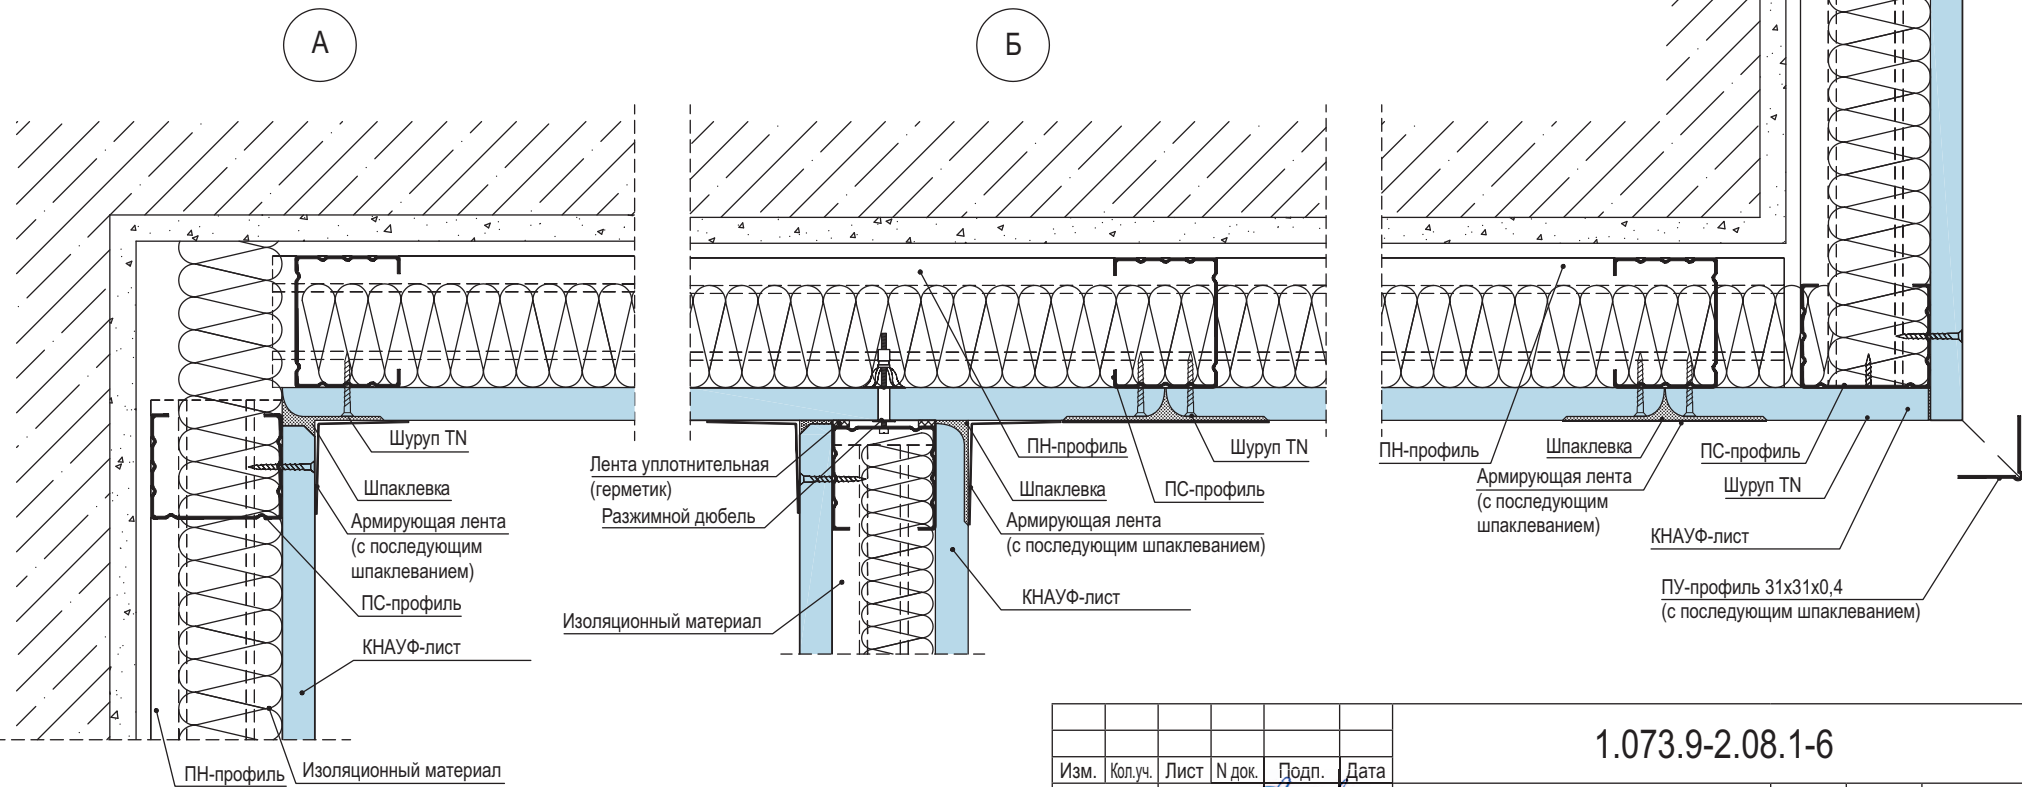 А
Б
Шуруп TN
Шпаклевка
Армирующая лента
(с последующим
шпаклеванием)
ПС-профиль
КНАУФ-лист
ПН-профиль
Изоляционный материал
Лента уплотнительная
(герметик)
Разжимной дюбель
Изоляционный материал
ПН-профиль
Шпаклевка
Армирующая лента
(с последующим шпаклеванием)
КНАУФ-лист
Шуруп TN
ПС-профиль
ПН-профиль
Шпаклевка
Армирующая лента
(с последующим
шпаклеванием)
ПС-профиль
Шуруп TN
КНАУФ-лист
ПУ-профиль 31х31х0,4
(с последующим шпаклеванием)
1.073.9-2.08.1-6
Изм. Кол.уч. Лист N док. Подп. Дата